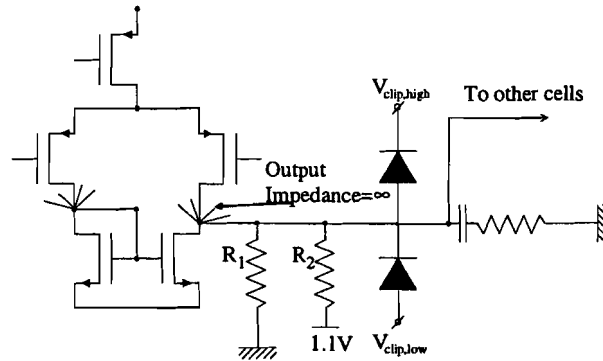 V_clip,high
To other cells
Output
Impedance=∞
R_1
R_2
1.1V
V_clip,low